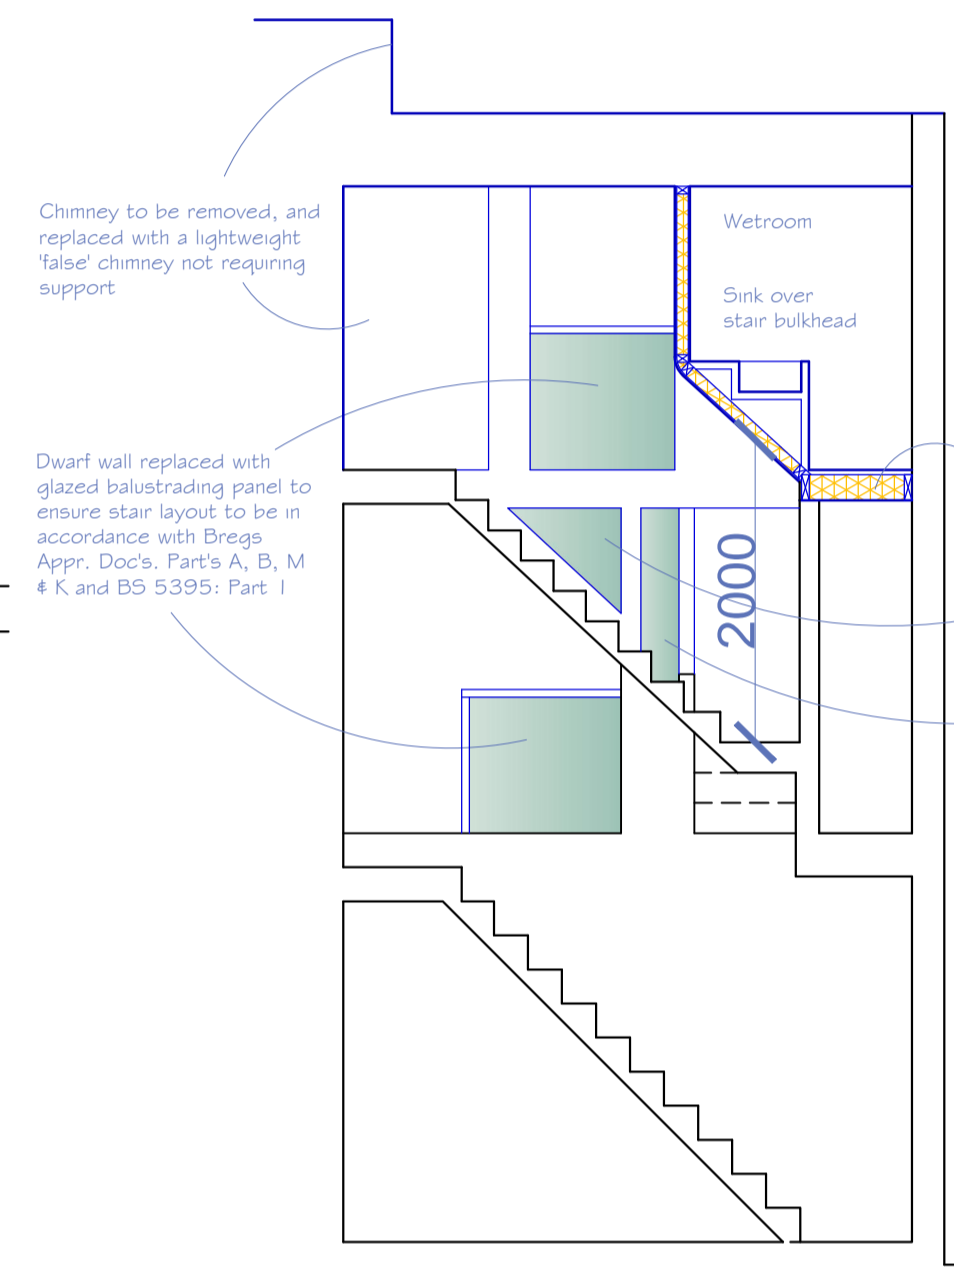 Chimney to be removed, and
replaced with a lightweight
'false' chimney not requiring
support
Wetroom
Sink over
stair bulkhead
Dwarf wall replaced with
glazed balustrading panel to
ensure stair layout to be in
accordance with Bregs
Appr. Doc's. Part's A, B, M
& K and BS 5395: Part 1
2000